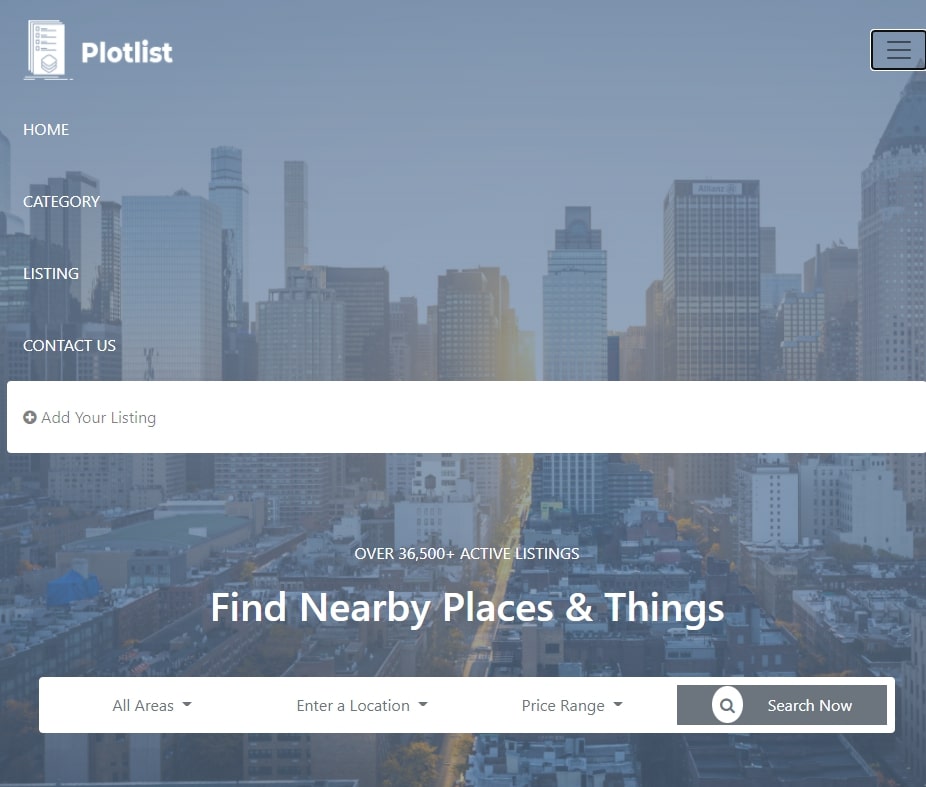 Plotlist
HOME
CATEGORY
Allianz
LISTING
CONTACT US
Add Your Listing
OVER 36,500+ ACTIVE LISTINGS
Find Nearby Places & Things
All Areas
Enter a Location
Price Range
Search Now